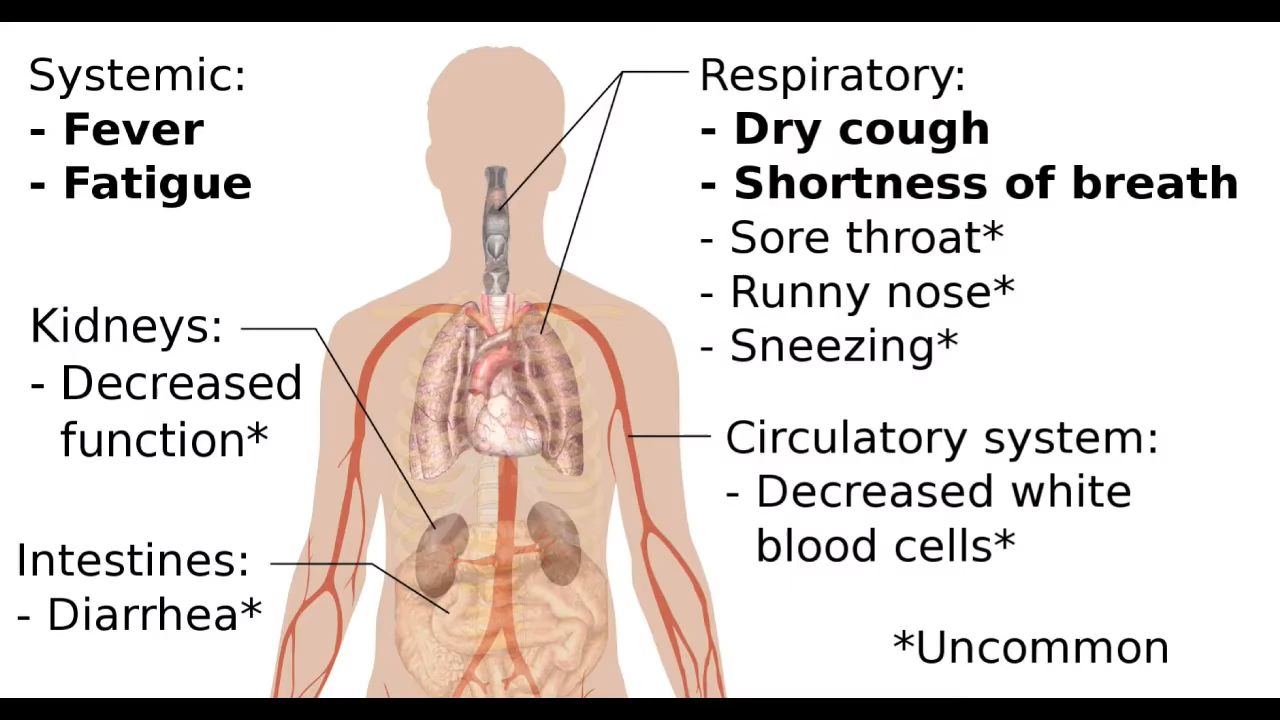 Systemic:
- Fever
- Fatigue
Kidneys:
- Decreased
function*
Intestines:
- Diarrhea*
Respiratory:
- Dry cough
- Shortness of breath
- Sore throat*
- Runny nose*
- Sneezing*
Circulatory system:
- Decreased white
blood cells*
*Uncommon